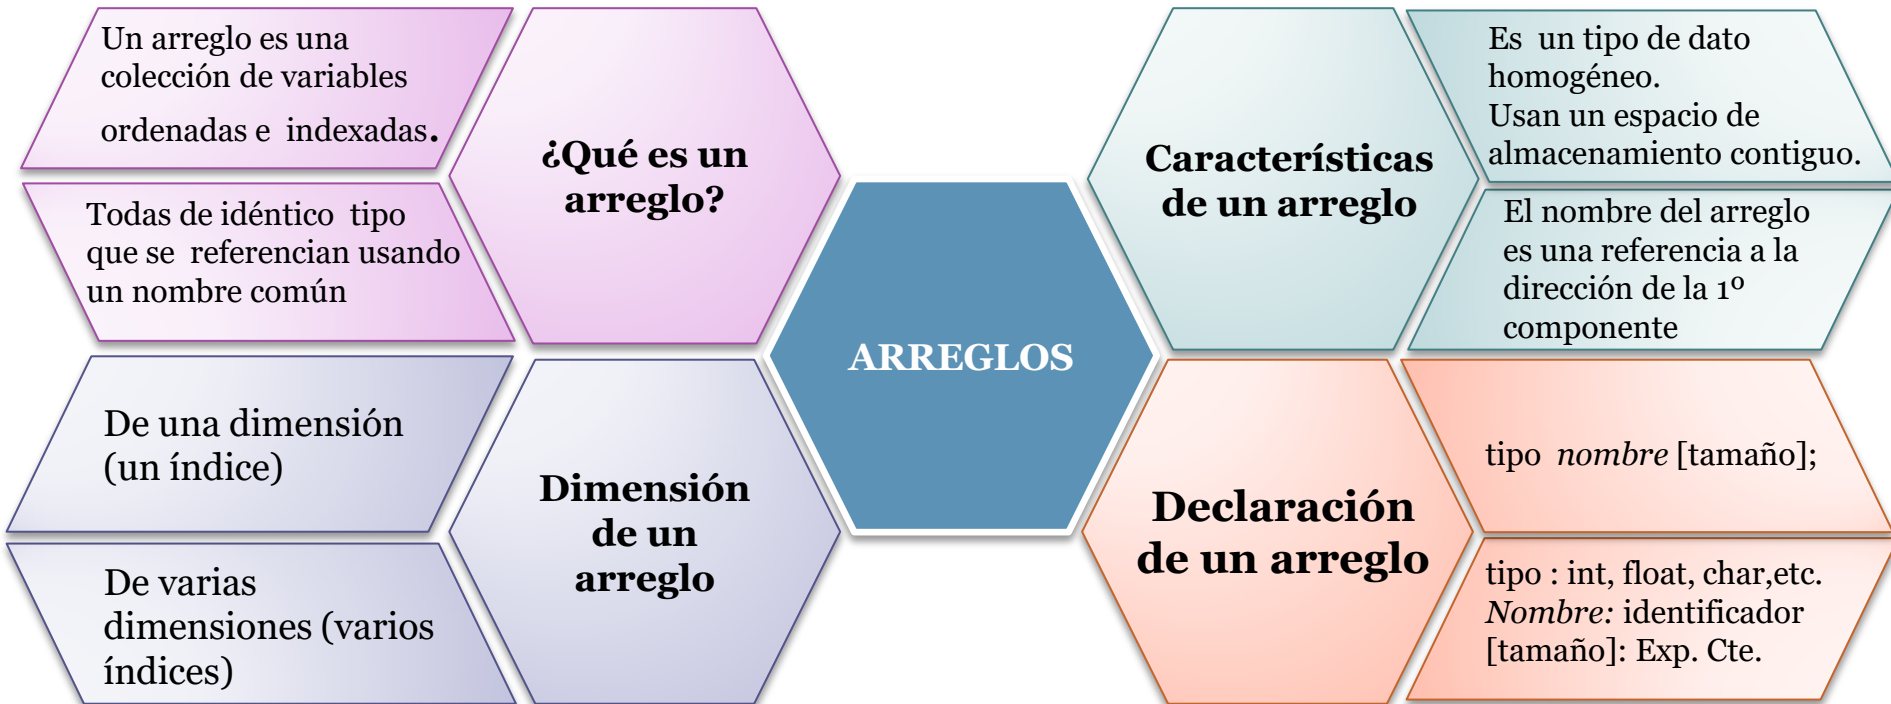 Un arreglo es una
colección de variables
ordenadas e indexadas.
Todas de idéntico tipo
que se referencian usando
un nombre común
¿Qué es un
arreglo?
De una dimensión
(un índice)
De varias
dimensiones (varios
índices)
Dimensión
de un
arreglo
ARREGLOS
Características
de un arreglo
Es un tipo de dato
homogéneo.
Usan un espacio de
almacenamiento contiguo.
El nombre del arreglo
es una referencia a la
dirección de la 1º
componente
Declaración
de un arreglo
tipo nombre [tamaño];
tipo : int, float, char,etc.
Nombre: identificador
[tamaño]: Exp. Cte.